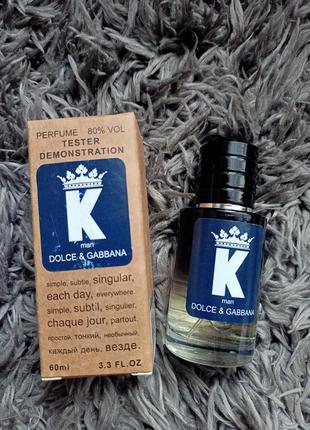 PERFUME 80% VOL
TESTER
DEMONSTRATION
K
man
DOLCE & GABBANA
simple, subtle, singular,
each day, everywhere.
simple, subtil, singulier,
chaque jour, partout.
простой, тонкий, необычный,
каждый день, везде.
60ml 3.3 FL.OZ
K
man
DOLCE & GABBANA